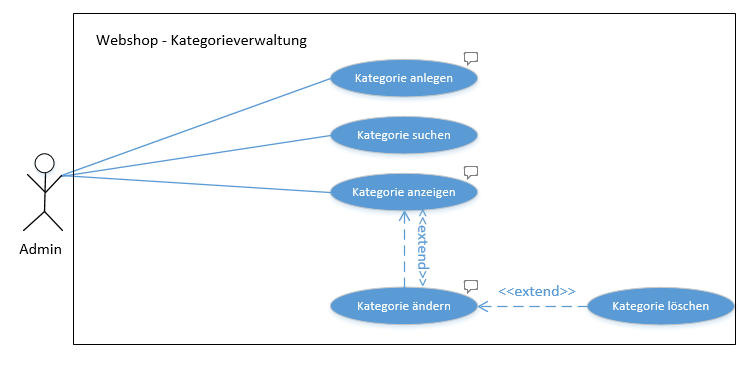 Webshop - Kategorieverwaltung
Kategorie anlegen
Kategorie suchen
Kategorie anzeigen
Admin
<<extend>>
Kategorie ändern
<<extend>>
Kategorie löschen